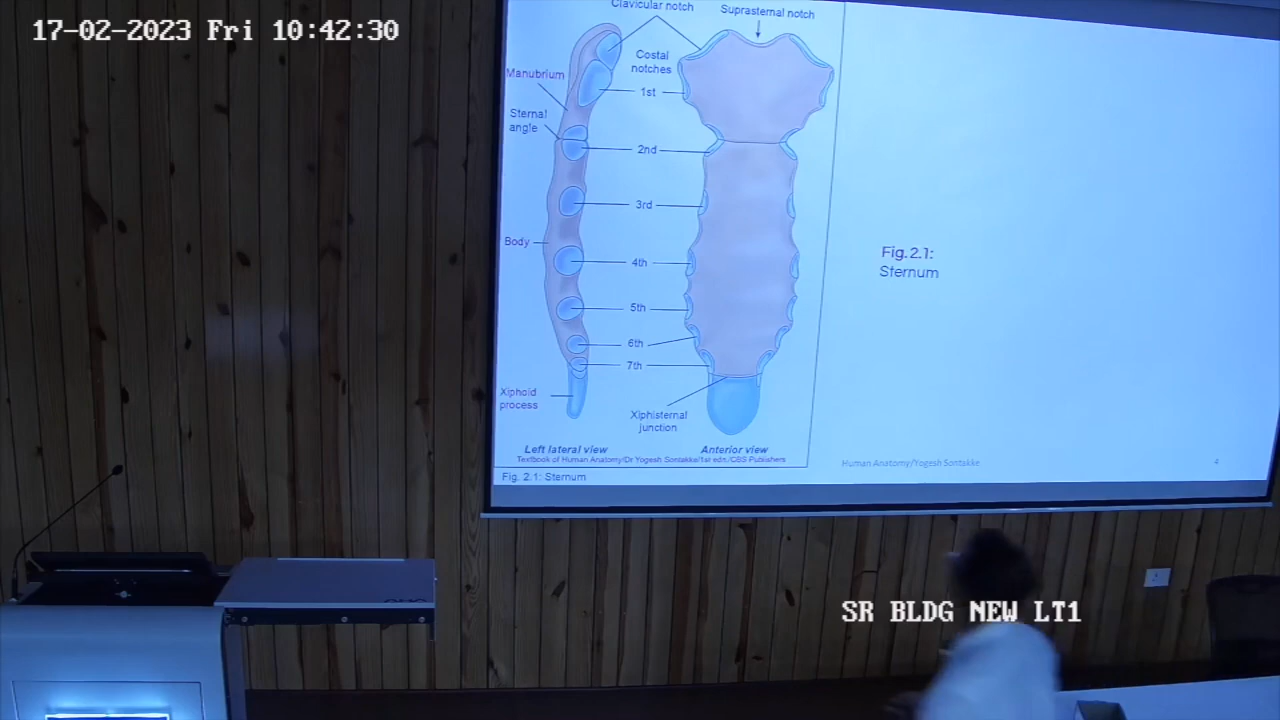 17-02-2023 Fri 10:42:30
Clavicular notch
Suprasternal notch
Costal
notches
Manubrium
1st
Sternal
angle
2nd
3rd
Body
4th
5th
6th
7th
Xiphoid
process
Xiphisternal
junction
Left lateral view
Anterior view
Textbook of Human Anatomy/Dr Yogesh Sontakke/1st edn./CBS Publishers
Fig. 2.1: Sternum
Fig. 2.1:
Sternum
Human Anatomy/Yogesh Sontakke
4
SR BLDG NEW LT1